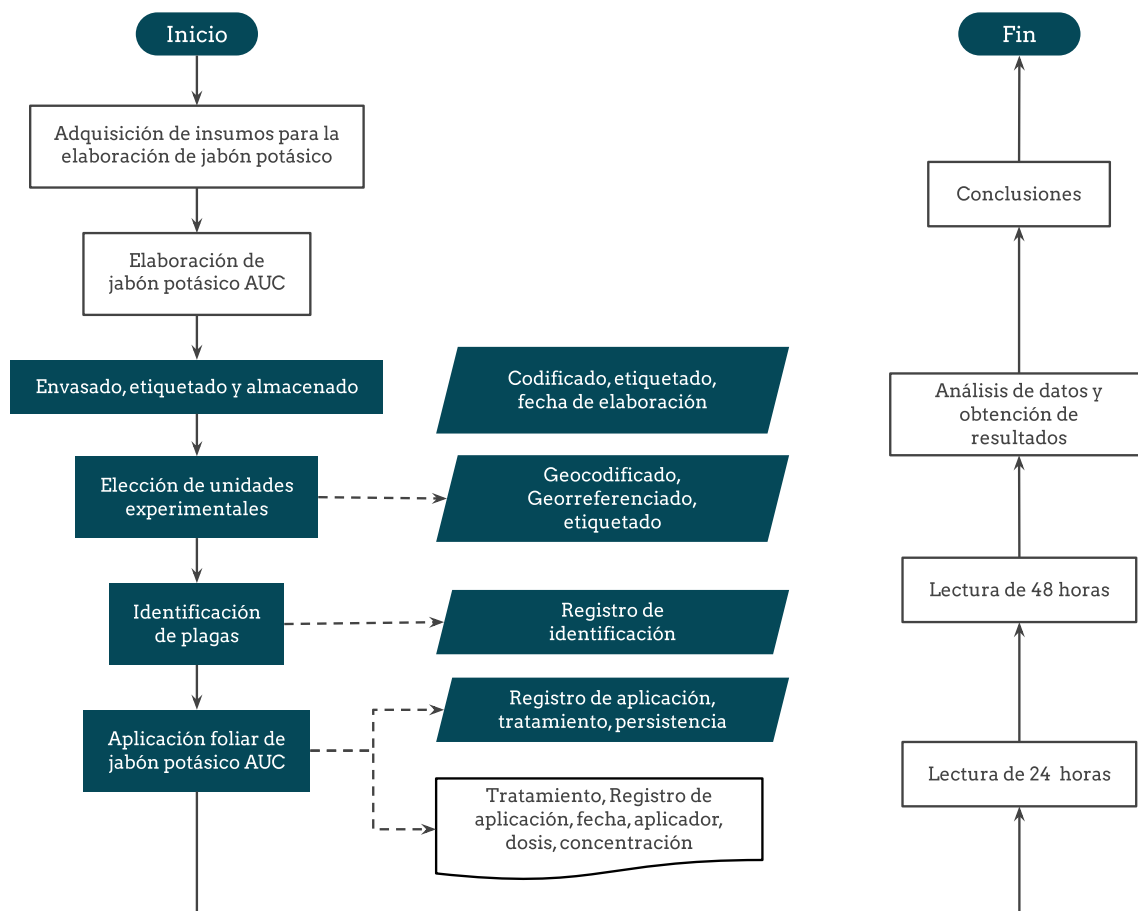 Inicio
Adquisición de insumos para la
elaboración de jabón potásico
Elaboración de
jabón potásico AUC
Envasado, etiquetado y almacenado
Codificado, etiquetado,
fecha de elaboración
Elección de unidades
experimentales
Geocodificado,
Georreferenciado,
etiquetado
Identificación
de plagas
Registro de
identificación
Aplicación foliar de
jabón potásico AUC
Registro de aplicación,
tratamiento, persistencia
Tratamiento, Registro de
aplicación, fecha, aplicador,
dosis, concentración
Lectura de 24 horas
Lectura de 48 horas
Análisis de datos y
obtención de
resultados
Conclusiones
Fin